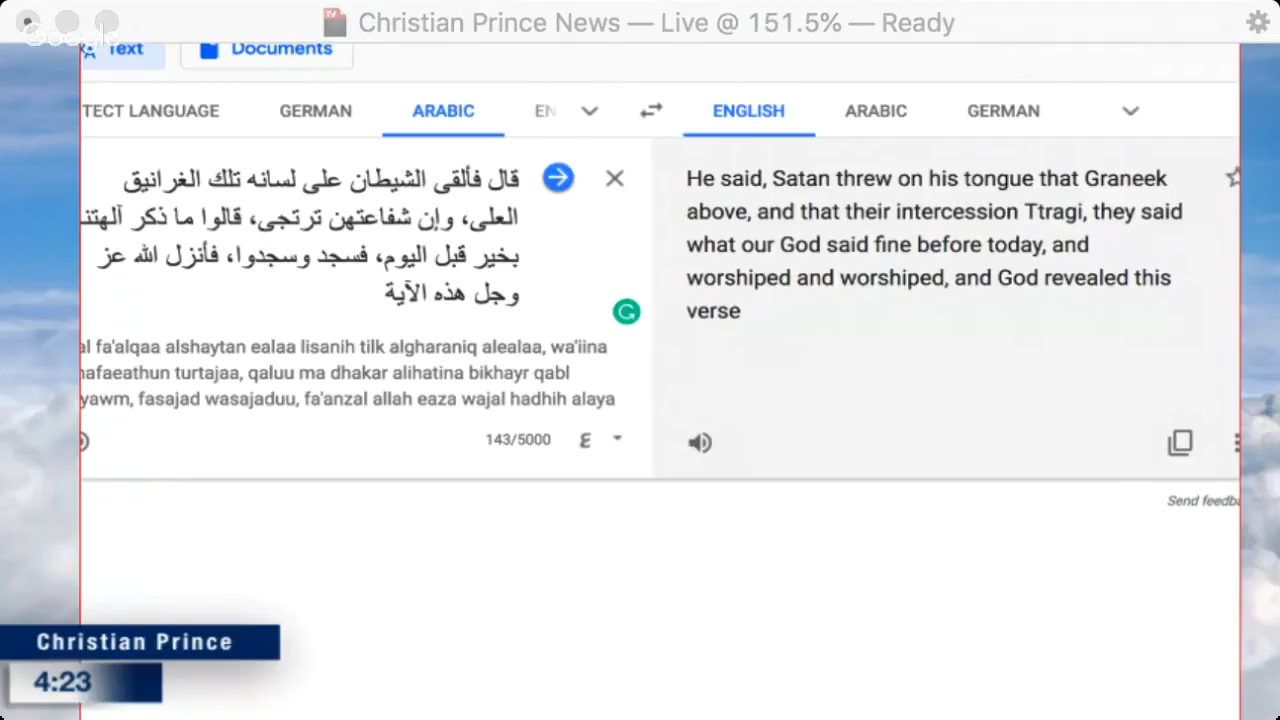 Christian Prince News — Live @ 151.5% — Ready
Google
Text
Documents
TECT LANGUAGE
GERMAN
ARABIC
EN
ENGLISH
ARABIC
GERMAN
قال فألقى الشيطان على لسانه تلك الغرانيق
العلى، وإن شفاعتهن ترتجى، قالوا ما ذكر آلهتن
بخير قبل اليوم، فسجد وسجدوا، فأنزل الله عز
وجل هذه الآية
al fa'alqaa alshaytan ealaa lisanih tilk algharaniq alealaa, wa'iina
hafaeathun turtajaa, qaluu ma dhakar alihatina bikhayr qabl
yawm, fasajad wasajaduu, fa'anzal allah eaza wajal hadhih alaya
143/5000
ع
He said, Satan threw on his tongue that Graneek
above, and that their intercession Ttragi, they said
what our God said fine before today, and
worshiped and worshiped, and God revealed this
verse
Send feedba
Christian Prince
4:23